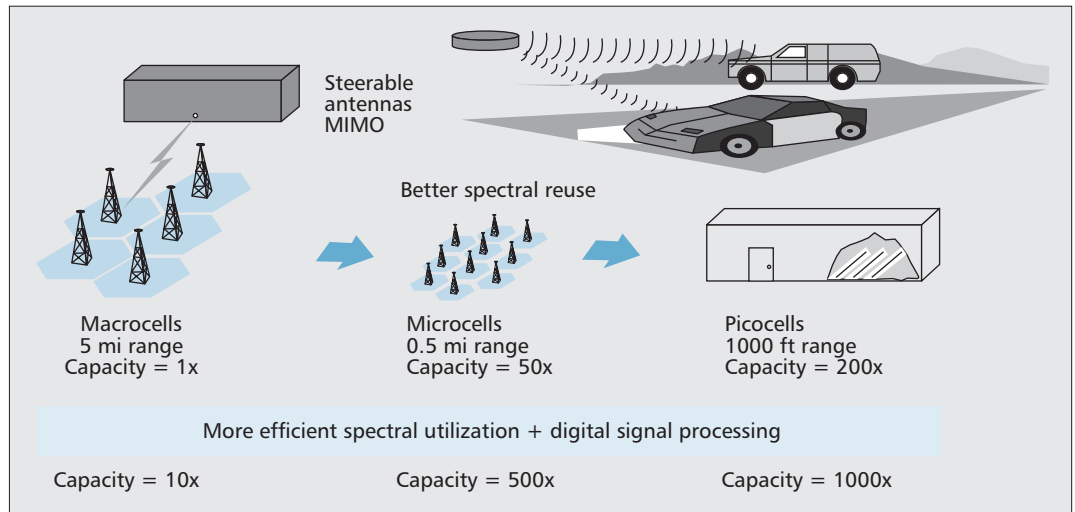 Steerable
antennas
MIMO
Better spectral reuse
Macrocells
5 mi range
Capacity = 1x
Microcells
0.5 mi range
Capacity = 50x
Picocells
1000 ft range
Capacity = 200x
More efficient spectral utilization + digital signal processing
Capacity = 10x
Capacity = 500x
Capacity = 1000x